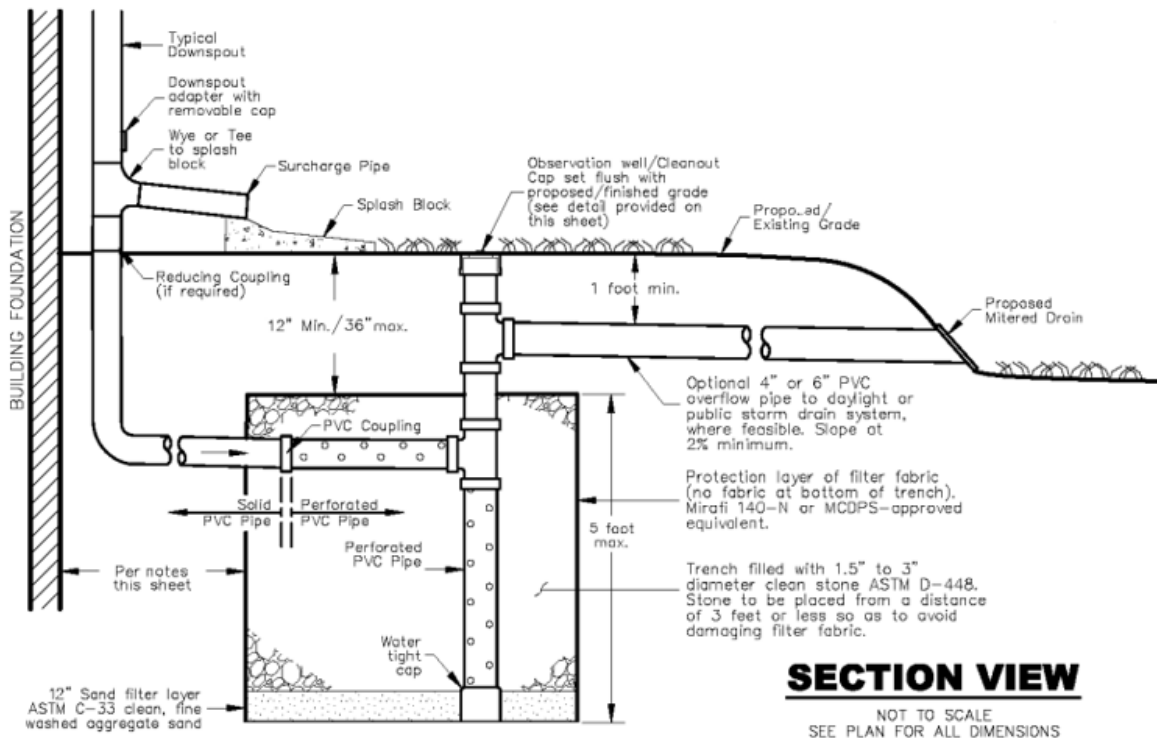 Typical
Downspout
Downspout
adapter with
removable cap
Wye or Tee
to splash
block
Surcharge Pipe
Splash Block
Observation well/Cleanout
Cap set flush with
proposed/finished grade
(see detail provided on
this sheet)
Propo..ed/
Existing Grade
BUILDING FOUNDATION
Reducing Coupling
(if required)
12" Min./36" max.
1 foot min.
Proposed
Mitered Drain
Optional 4" or 6" PVC
overflow pipe to daylight or
public storm drain system,
where feasible. Slope at
2% minimum.
PVC Coupling
Solid
PVC Pipe
Perforated
PVC Pipe
Protection layer of filter fabric
(no fabric at bottom of trench).
Mirafi 140-N or MCDPS-approved
equivalent.
5 foot
max.
Perforated
PVC Pipe
Per notes
this sheet
Trench filled with 1.5" to 3"
diameter clean stone ASTM D-448.
Stone to be placed from a distance
of 3 feet or less so as to avoid
damaging filter fabric.
Water
tight
cap
12" Sand filter layer
ASTM C-33 clean, fine
washed aggregate sand
SECTION VIEW
NOT TO SCALE
SEE PLAN FOR ALL DIMENSIONS